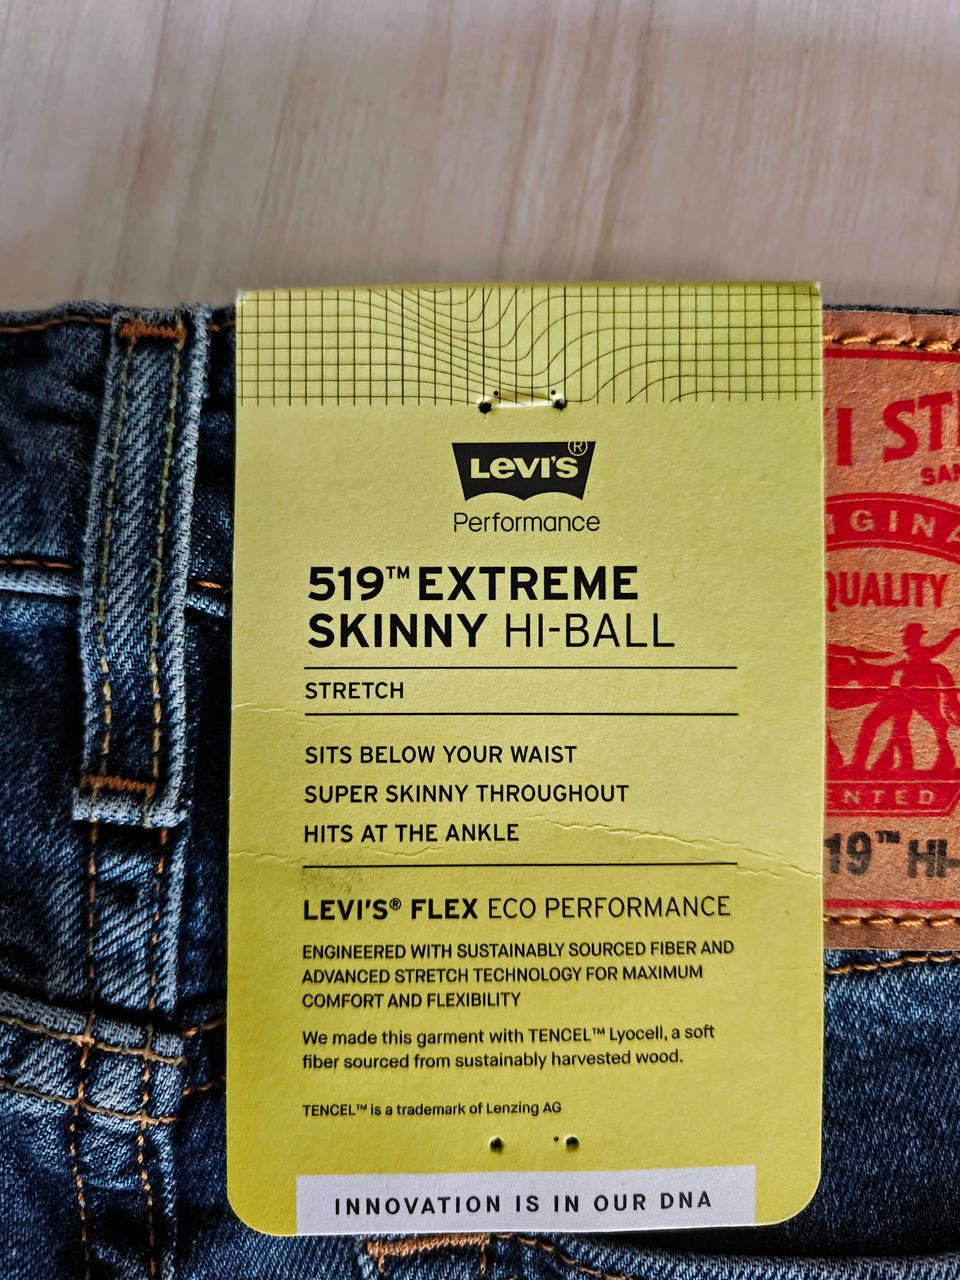 LEVI'S®
Performance
519™ EXTREME
SKINNY HI-BALL
STRETCH
SITS BELOW YOUR WAIST
SUPER SKINNY THROUGHOUT
HITS AT THE ANKLE
LEVI'S® FLEX ECO PERFORMANCE
ENGINEERED WITH SUSTAINABLY SOURCED FIBER AND
ADVANCED STRETCH TECHNOLOGY FOR MAXIMUM
COMFORT AND FLEXIBILITY
We made this garment with TENCEL™ Lyocell, a soft
fiber sourced from sustainably harvested wood.
TENCEL™ is a trademark of Lenzing AG
INNOVATION IS IN OUR DNA
QUALITY
19™ HI-